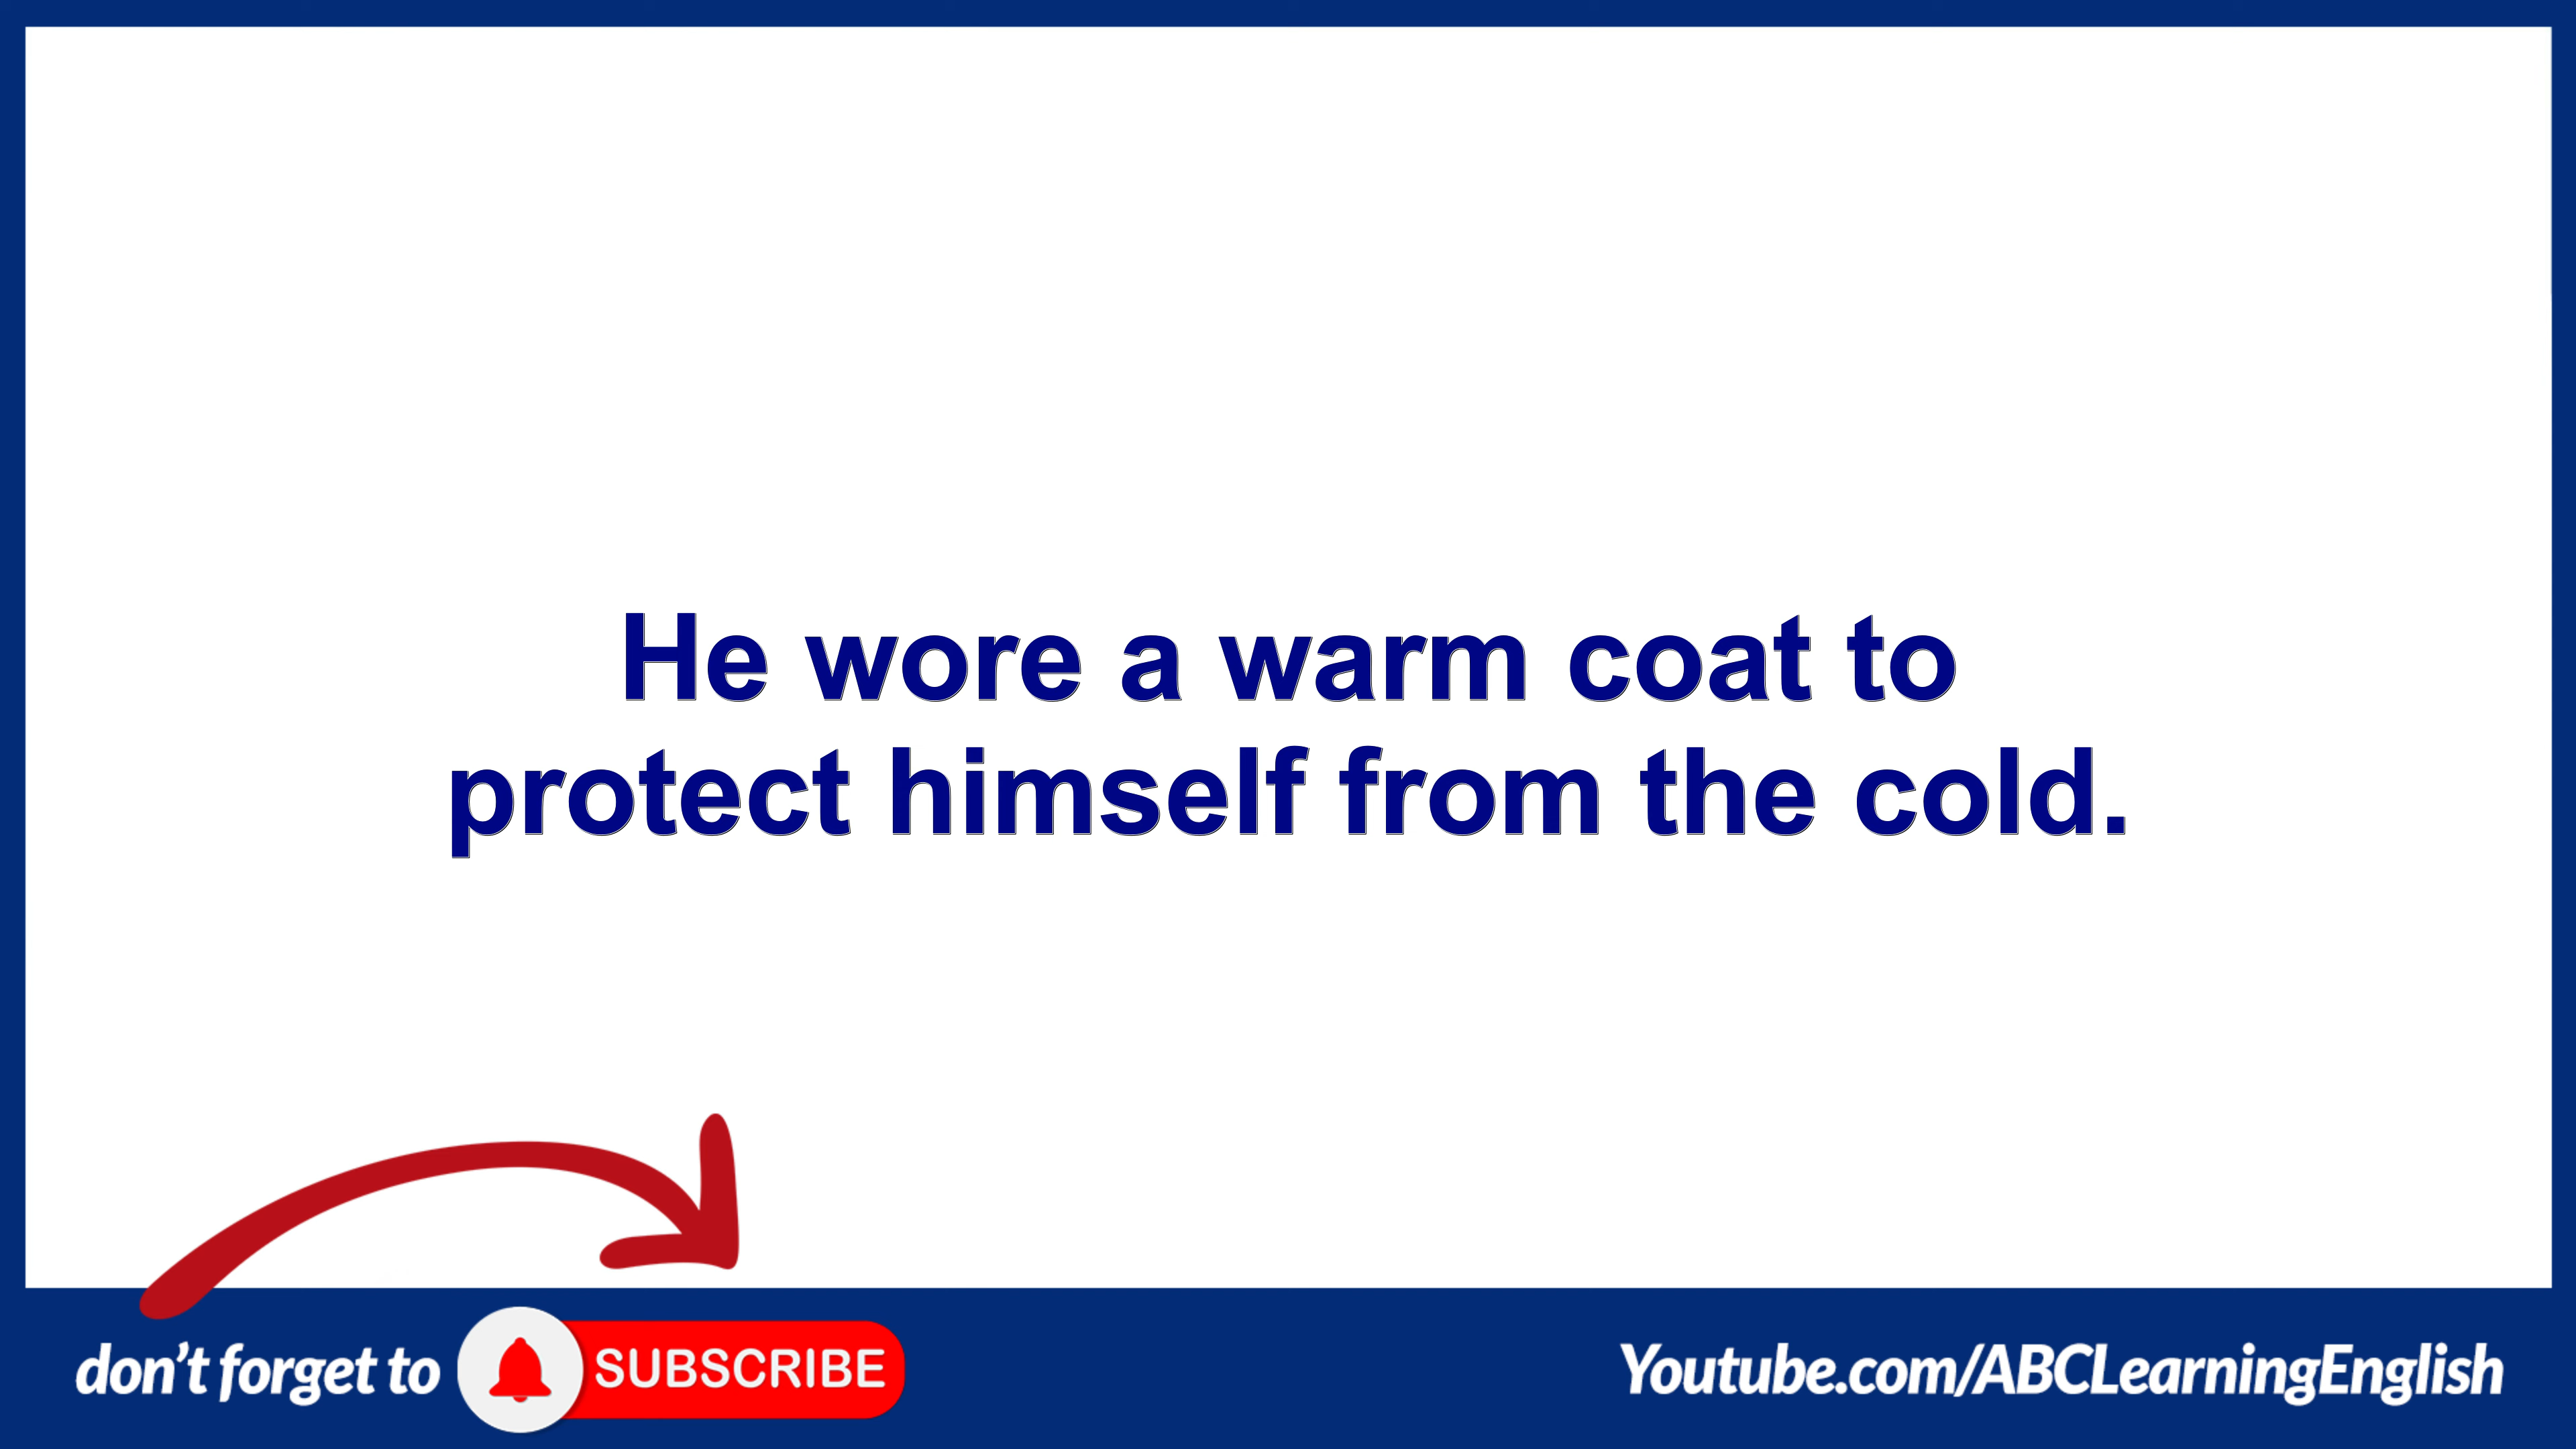 He wore a warm coat to
protect himself from the cold.
don't forget to SUBSCRIBE
Youtube.com/ABCLearningEnglish